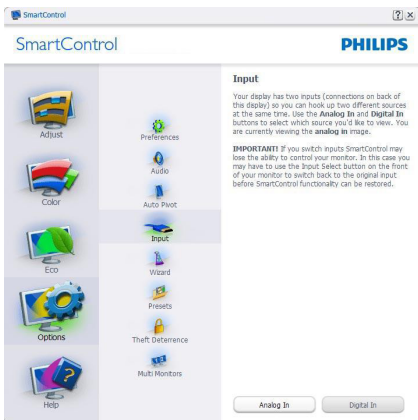 SmartControl
SmartControl
PHILIPS
Adjust
Color
Eco
Options
Help
Preferences
Audio
Auto Pivot
Input
Wizard
Presets
Theft Deterrence
Multi Monitors
Input
Your display has two inputs (connections on back of
this display) so you can hook up two different sources
at the same time. Use the Analog In and Digital In
buttons to select which source you'd like to view. You
are currently viewing the analog in image.
IMPORTANT! If you switch inputs SmartControl may
lose the ability to control your monitor. In this case you
may have to use the Input Select button on the front
of your monitor to switch back to the original input
before SmartControl functionality can be restored.
Analog In
Digital In